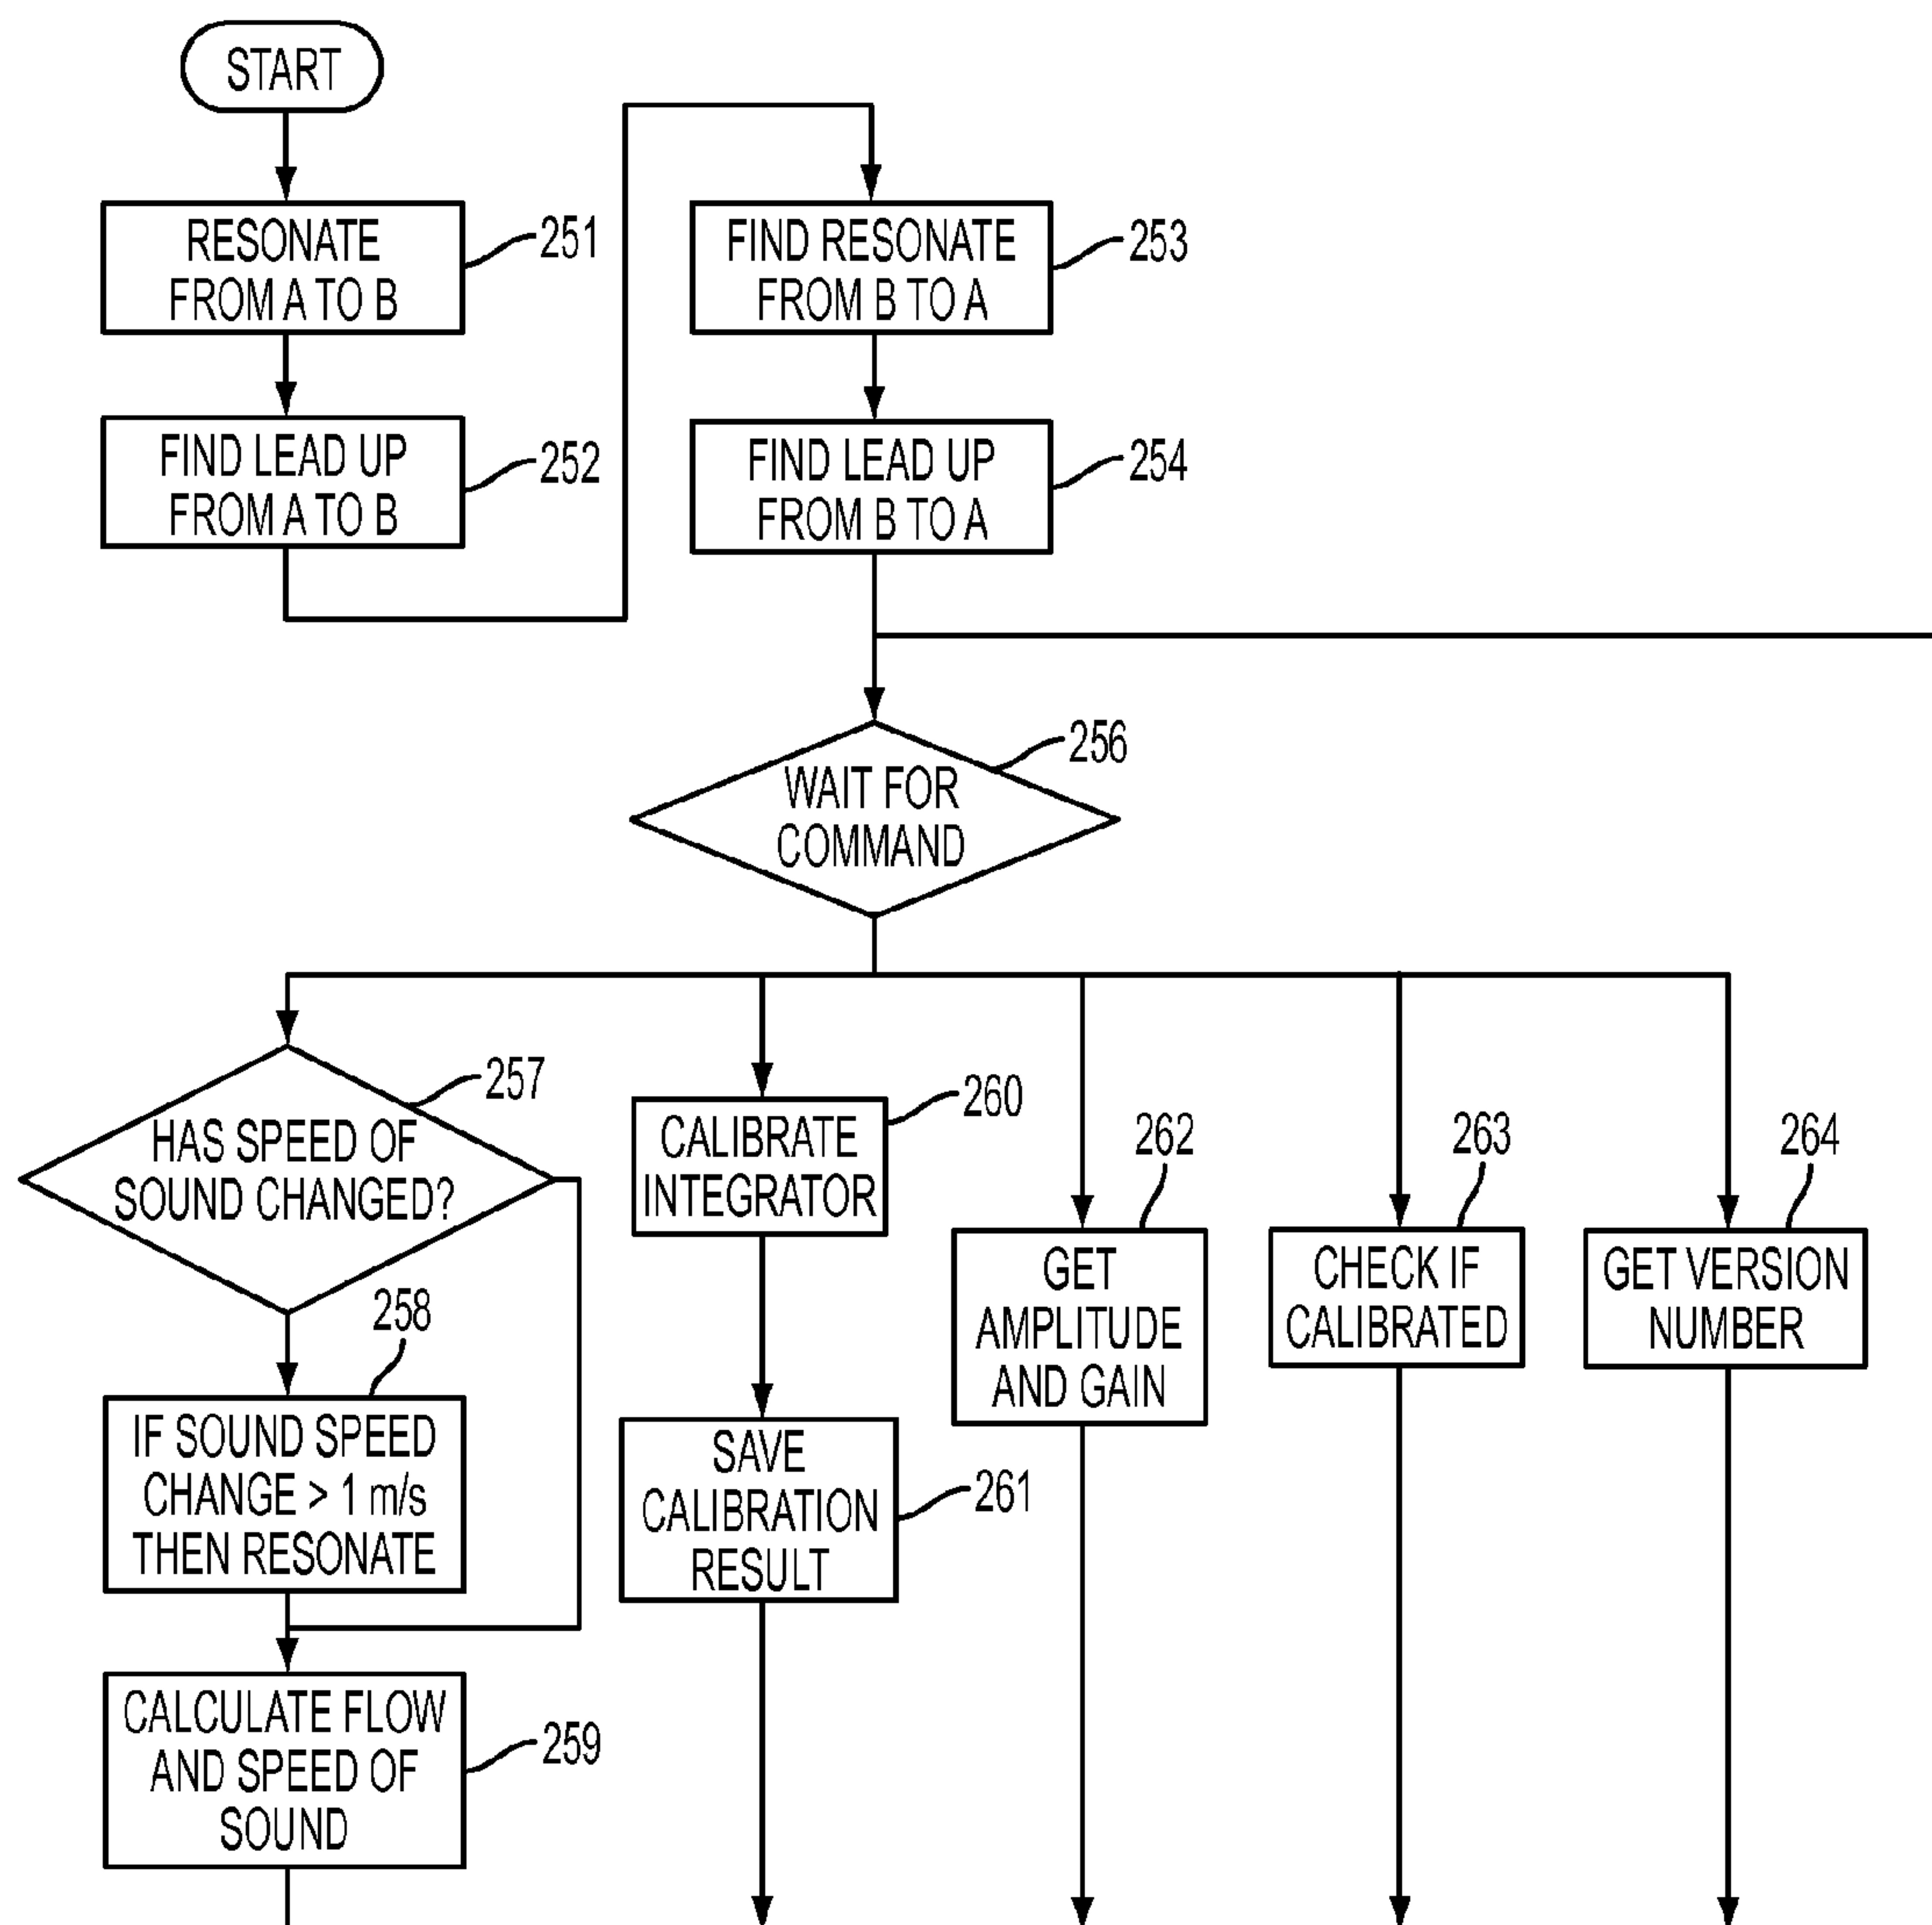 START
RESONATE
FROM A TO B
251
FIND LEAD UP
FROM A TO B
252
FIND RESONATE
FROM B TO A
253
FIND LEAD UP
FROM B TO A
254
WAIT FOR
COMMAND
256
HAS SPEED OF
SOUND CHANGED?
257
IF SOUND SPEED
CHANGE > 1 m/s
THEN RESONATE
258
CALCULATE FLOW
AND SPEED OF
SOUND
259
CALIBRATE
INTEGRATOR
260
SAVE
CALIBRATION
RESULT
261
GET
AMPLITUDE
AND GAIN
262
CHECK IF
CALIBRATED
263
GET VERSION
NUMBER
264